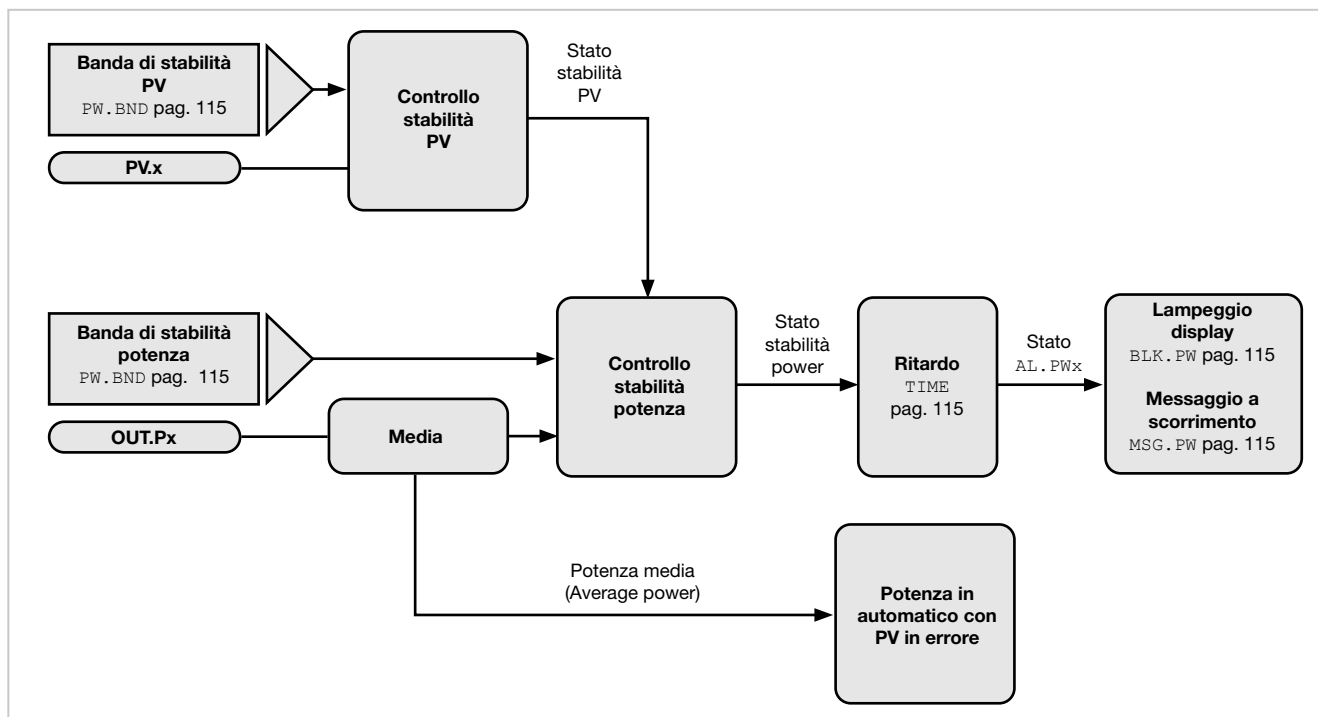 Banda di stabilità
PV
PW.BND pag. 115
PV.x
Controllo
stabilità
PV
Stato
stabilità
PV
Banda di stabilità
potenza
PW.BND pag. 115
OUT.Px
Media
Controllo
stabilità
potenza
Stato
stabilità
power
Ritardo
TIME
pag. 115
Stato
AL.PWx
Lampeggio
display
BLK.PW pag. 115
Messaggio a
scorrimento
MSG.PW pag. 115
Potenza media
(Average power)
Potenza in
automatico con
PV in errore